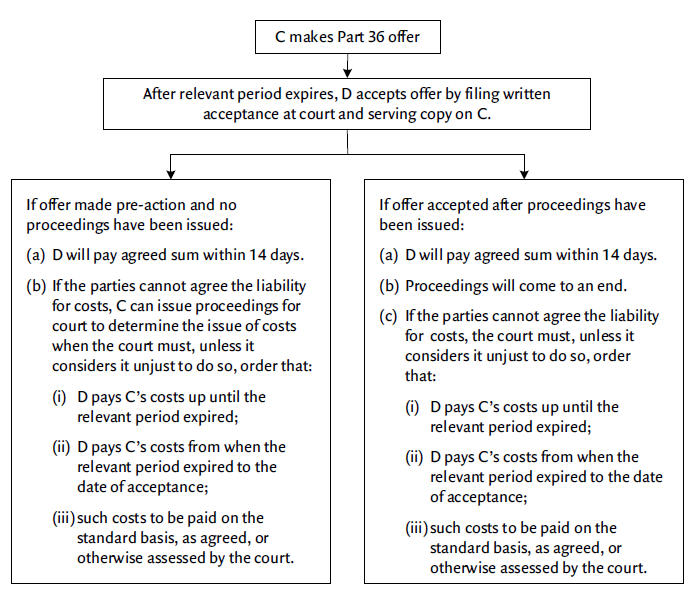 C makes Part 36 offer
After relevant period expires, D accepts offer by filing written
acceptance at court and serving copy on C.
If offer made pre-action and no
proceedings have been issued:
(a) D will pay agreed sum within 14 days.
(b) If the parties cannot agree the liability
for costs, C can issue proceedings for
court to determine the issue of costs
when the court must, unless it
considers it unjust to do so, order that:
(i) D pays C’s costs up until the
relevant period expired;
(ii) D pays C’s costs from when the
relevant period expired to the
date of acceptance;
(iii) such costs to be paid on the
standard basis, as agreed, or
otherwise assessed by the court.
If offer accepted after proceedings have
been issued:
(a) D will pay agreed sum within 14 days.
(b) Proceedings will come to an end.
(c) If the parties cannot agree the liability
for costs, the court must, unless it
considers it unjust to do so, order
that:
(i) D pays C’s costs up until the
relevant period expired;
(ii) D pays C’s costs from when the
relevant period expired to the date
of acceptance;
(iii) such costs to be paid on the
standard basis, as agreed, or
otherwise assessed by the court.